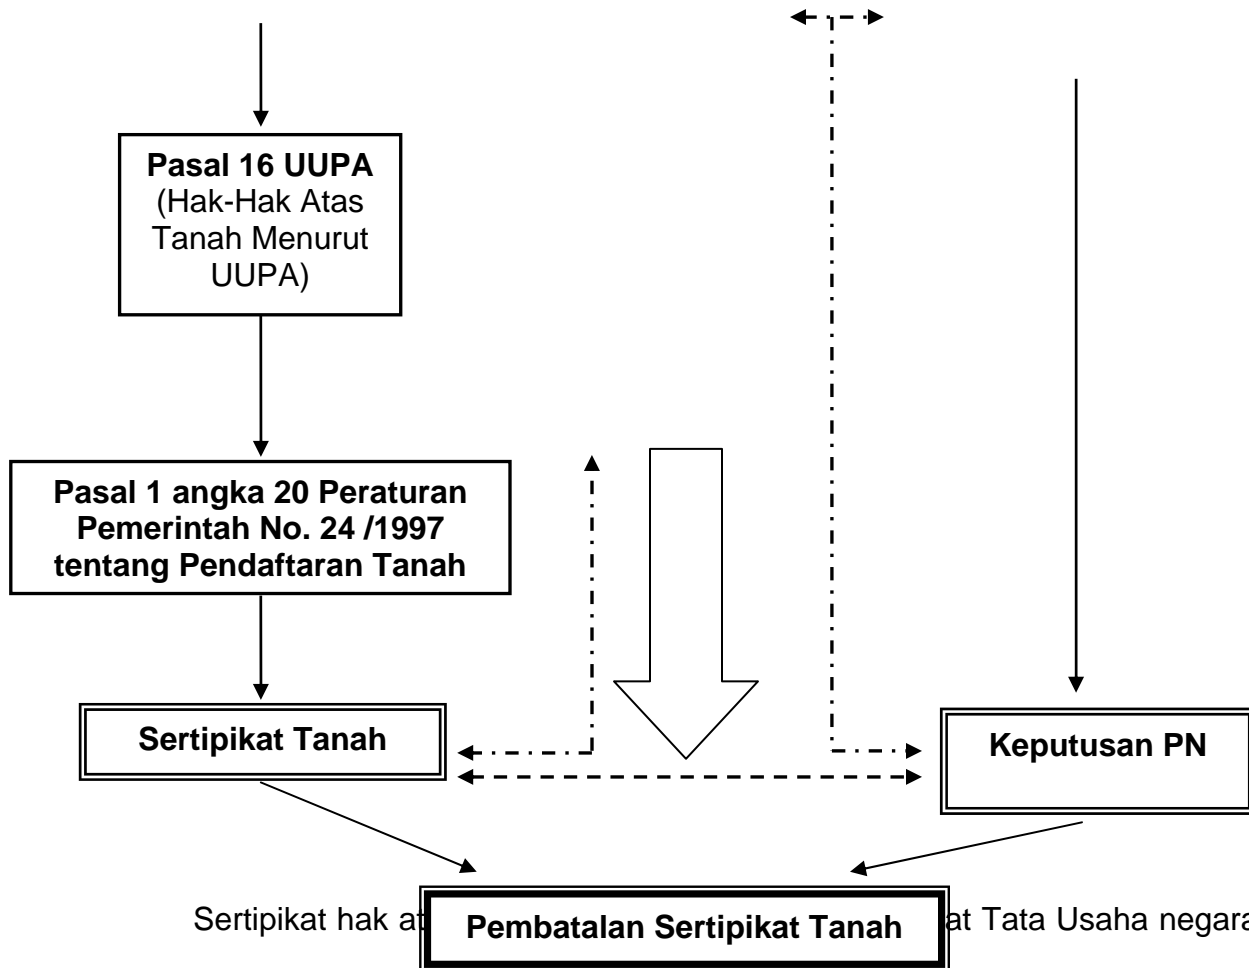 Pasal 16 UUPA
(Hak-Hak Atas
Tanah Menurut
UUPA)
Pasal 1 angka 20 Peraturan
Pemerintah No. 24 /1997
tentang Pendaftaran Tanah
Sertipikat Tanah
Keputusan PN
Pembatalan Sertipikat Tanah
Sertipikat hak at at Tata Usaha negara